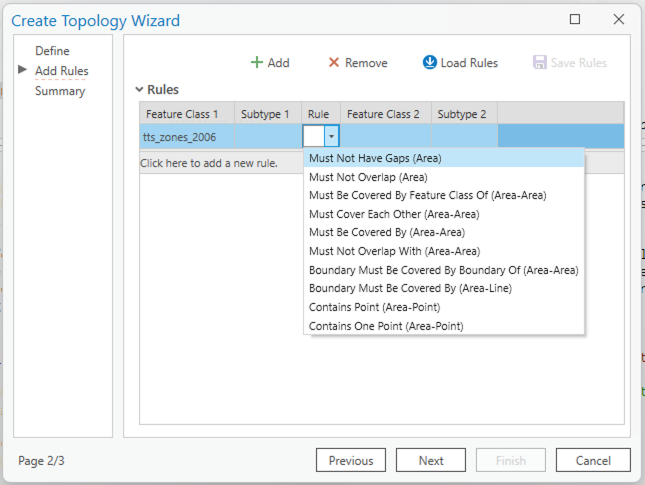 Create Topology Wizard
Define
Add Rules
Summary
Add Remove Load Rules Save Rules
Rules
Feature Class 1 Subtype 1 Rule Feature Class 2 Subtype 2
tts_zones_2006
Click here to add a new rule.
Must Not Have Gaps (Area)
Must Not Overlap (Area)
Must Be Covered By Feature Class Of (Area-Area)
Must Cover Each Other (Area-Area)
Must Be Covered By (Area-Area)
Must Not Overlap With (Area-Area)
Boundary Must Be Covered By Boundary Of (Area-Area)
Boundary Must Be Covered By (Area-Line)
Contains Point (Area-Point)
Contains One Point (Area-Point)
Page 2/3 Previous Next Finish Cancel